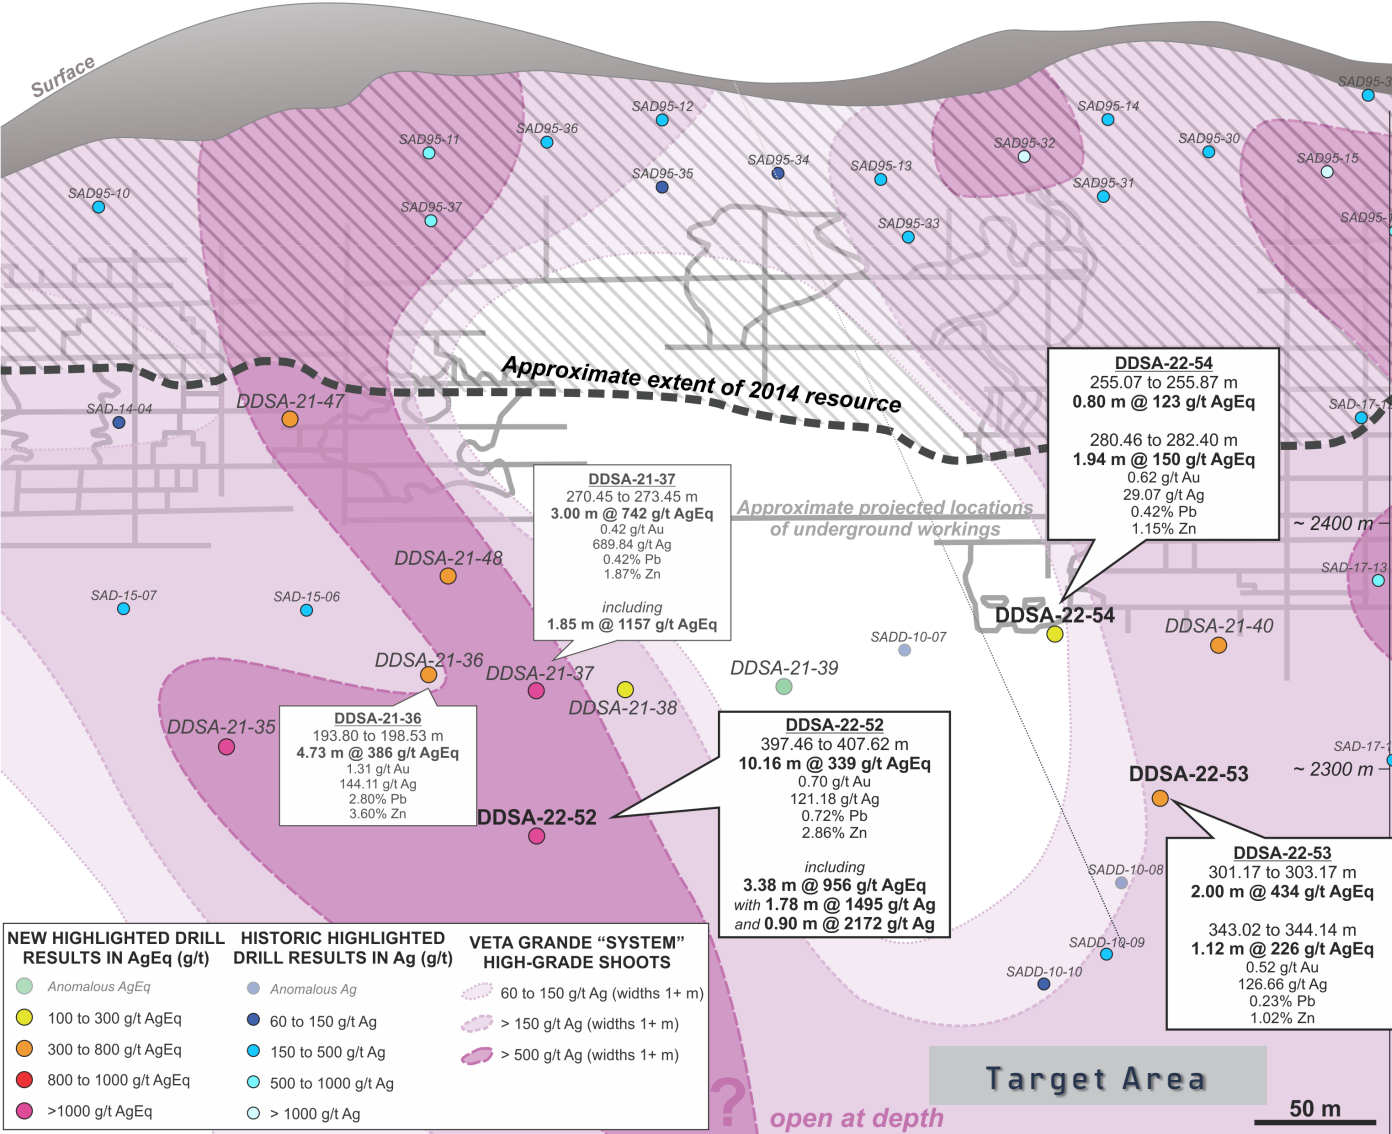 Surface
SAD95-10
SAD95-11
SAD95-37
SAD95-36
SAD95-12
SAD95-35
SAD95-34
SAD95-13
SAD95-33
SAD95-32
SAD95-14
SAD95-31
SAD95-30
SAD95-3
SAD95-15
SAD95-1
Approximate extent of 2014 resource
SAD-14-04
DDSA-21-47
SAD-17-12
DDSA-22-54
255.07 to 255.87 m
0.80 m @ 123 g/t AgEq
280.46 to 282.40 m
1.94 m @ 150 g/t AgEq
0.62 g/t Au
29.07 g/t Ag
0.42% Pb
1.15% Zn
DDSA-21-37
270.45 to 273.45 m
3.00 m @ 742 g/t AgEq
0.42 g/t Au
689.84 g/t Ag
0.42% Pb
1.87% Zn
including
1.85 m @ 1157 g/t AgEq
Approximate projected locations
of underground workings
~ 2400 m
DDSA-21-48
SAD-15-07
SAD-15-06
SAD-17-13
SADD-10-07
DDSA-22-54
DDSA-21-40
DDSA-21-36
DDSA-21-37
DDSA-21-38
DDSA-21-39
DDSA-21-35
DDSA-21-36
193.80 to 198.53 m
4.73 m @ 386 g/t AgEq
1.31 g/t Au
144.11 g/t Ag
2.80% Pb
3.60% Zn
DDSA-22-52
DDSA-22-52
397.46 to 407.62 m
10.16 m @ 339 g/t AgEq
0.70 g/t Au
121.18 g/t Ag
0.72% Pb
2.86% Zn
including
3.38 m @ 956 g/t AgEq
with 1.78 m @ 1495 g/t Ag
and 0.90 m @ 2172 g/t Ag
SAD-17-1
~ 2300 m
DDSA-22-53
DDSA-22-53
301.17 to 303.17 m
2.00 m @ 434 g/t AgEq
343.02 to 344.14 m
1.12 m @ 226 g/t AgEq
0.52 g/t Au
126.66 g/t Ag
0.23% Pb
1.02% Zn
SADD-10-08
SADD-10-09
SADD-10-10
NEW HIGHLIGHTED DRILL
RESULTS IN AgEq (g/t)
Anomalous AgEq
100 to 300 g/t AgEq
300 to 800 g/t AgEq
800 to 1000 g/t AgEq
>1000 g/t AgEq
HISTORIC HIGHLIGHTED
DRILL RESULTS IN Ag (g/t)
Anomalous Ag
60 to 150 g/t Ag
150 to 500 g/t Ag
500 to 1000 g/t Ag
> 1000 g/t Ag
VETA GRANDE “SYSTEM”
HIGH-GRADE SHOOTS
60 to 150 g/t Ag (widths 1+ m)
> 150 g/t Ag (widths 1+ m)
> 500 g/t Ag (widths 1+ m)
?
open at depth
Target Area
50 m